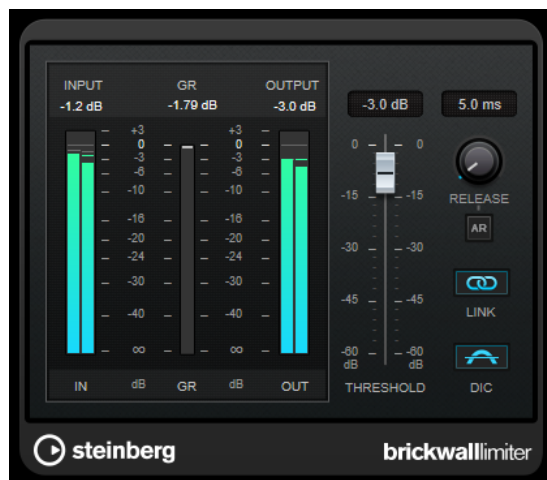 INPUT GR OUTPUT
-1.2 dB -1.79 dB -3.0 dB -3.0 dB 5.0 ms
+3 +3
0 0 0 0
-3 -3
-6 -6
-10 -10 -15 -15 RELEASE
-16 -16 AR
-20 -20
-24 -24 -30 -30
-30 -30
-40 -40 -45 -45 LINK
∞ ∞ -60 -60
dB dB
IN dB GR dB OUT THRESHOLD DIC
steinberg brickwalllimiter